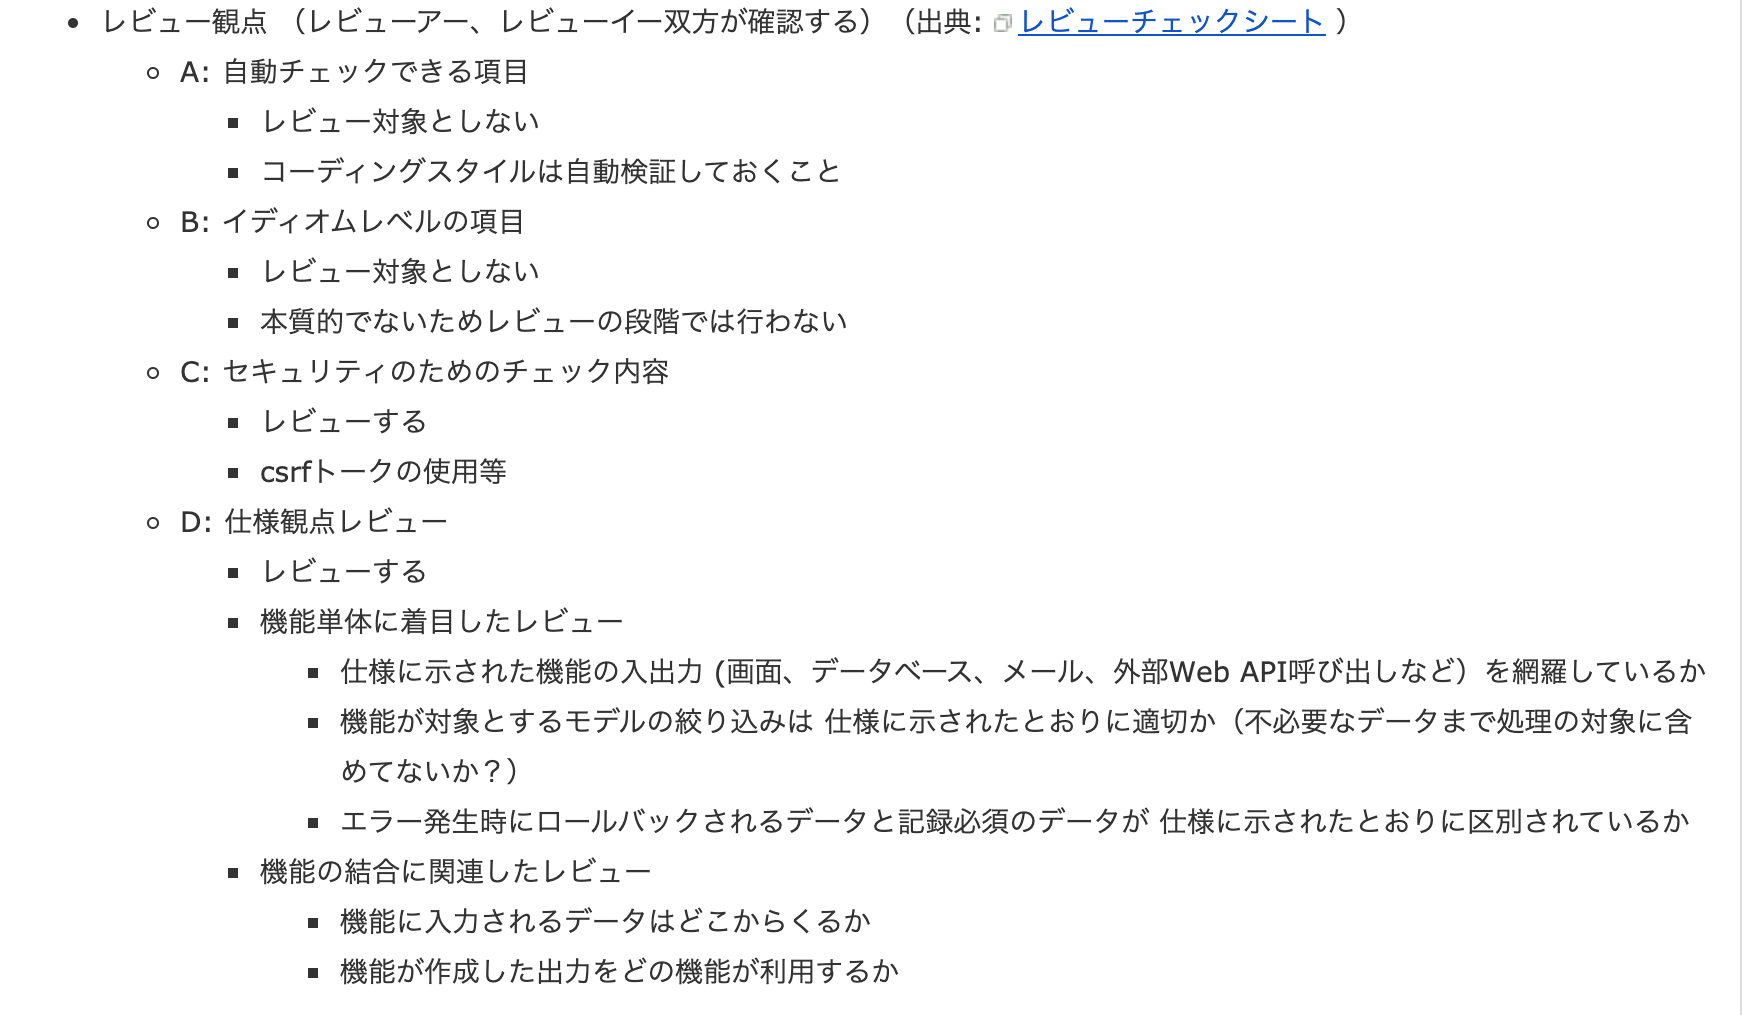 レビュー観点 （レビューアー、レビューイー双方が確認する）（出典: レビューチェックシート ）
A: 自動チェックできる項目
レビュー対象としない
コーディングスタイルは自動検証しておくこと
B: イディオムレベルの項目
レビュー対象としない
本質的でないためレビューの段階では行わない
C: セキュリティのためのチェック内容
レビューする
csrfトークの使用等
D: 仕様観点レビュー
レビューする
機能単体に着目したレビュー
仕様に示された機能の入出力 (画面、データベース、メール、外部Web API呼び出しなど）を網羅しているか
機能が対象とするモデルの絞り込みは 仕様に示されたとおりに適切か（不必要なデータまで処理の対象に含
めてないか？）
エラー発生時にロールバックされるデータと記録必須のデータが 仕様に示されたとおりに区別されているか
機能の結合に関連したレビュー
機能に入力されるデータはどこからくるか
機能が作成した出力をどの機能が利用するか